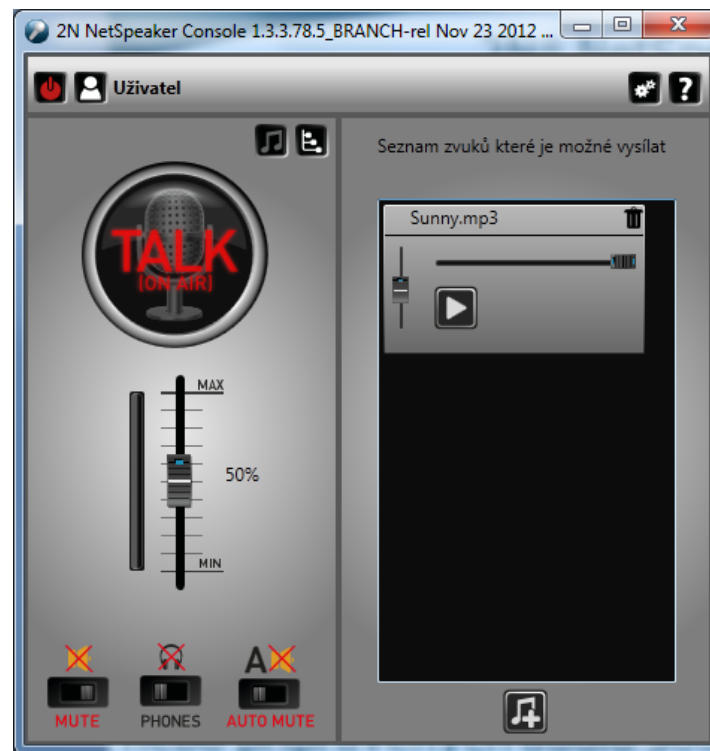 2N NetSpeaker Console 1.3.3.78.5_BRANCH-rel Nov 23 2012 ...
Uživatel
?
Seznam zvuků které je možné vysílat
Sunny.mp3
TALK
(ON AIR)
MAX
50%
MIN
A
MUTE
PHONES
AUTO MUTE